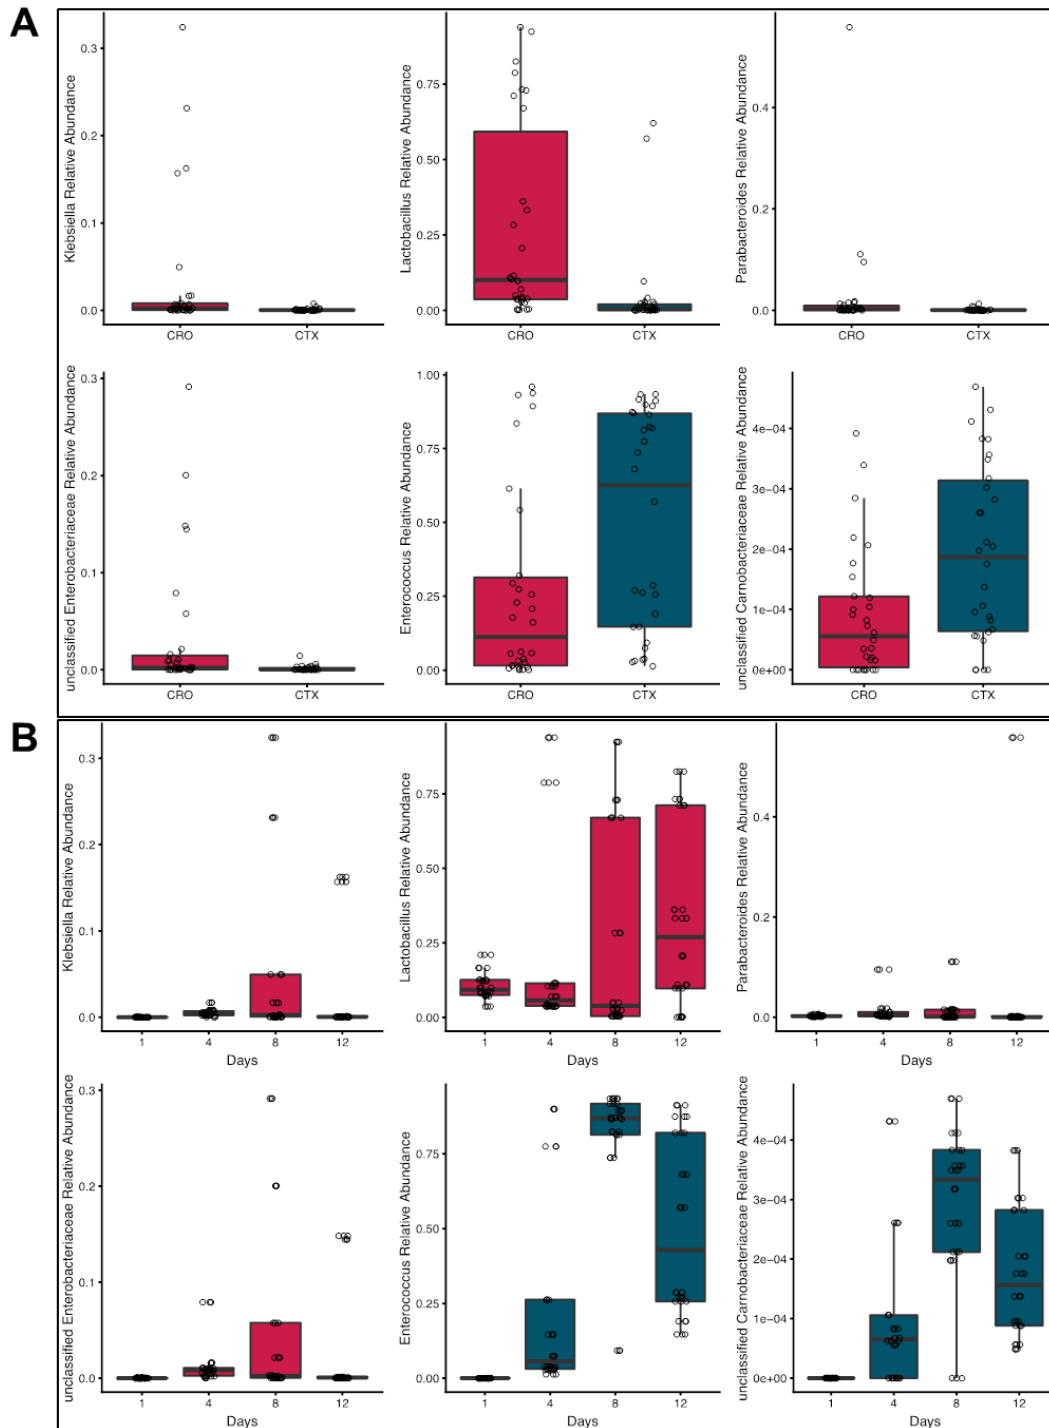 A
Klebsiella Relative Abundance
0.3
0.2
0.1
0.0
CRO CTX
Lactobacillus Relative Abundance
0.75
0.50
0.25
0.00
CRO CTX
Parabacteroides Relative Abundance
0.4
0.2
0.0
CRO CTX
unclassified Enterobacteriaceae Relative Abundance
0.3
0.2
0.1
0.0
CRO CTX
Enterococcus Relative Abundance
1.00
0.75
0.50
0.25
0.00
CRO CTX
unclassified Carnobacteriaceae Relative Abundance
4e-04
3e-04
2e-04
1e-04
0e+00
CRO CTX
B
Klebsiella Relative Abundance
0.3
0.2
0.1
0.0
1 4 8 12
Days
Lactobacillus Relative Abundance
0.75
0.50
0.25
0.00
1 4 8 12
Days
Parabacteroides Relative Abundance
0.4
0.2
0.0
1 4 8 12
Days
unclassified Enterobacteriaceae Relative Abundance
0.3
0.2
0.1
0.0
1 4 8 12
Days
Enterococcus Relative Abundance
0.75
0.50
0.25
0.00
1 4 8 12
Days
unclassified Carnobacteriaceae Relative Abundance
4e-04
3e-04
2e-04
1e-04
0e+00
1 4 8 12
Days